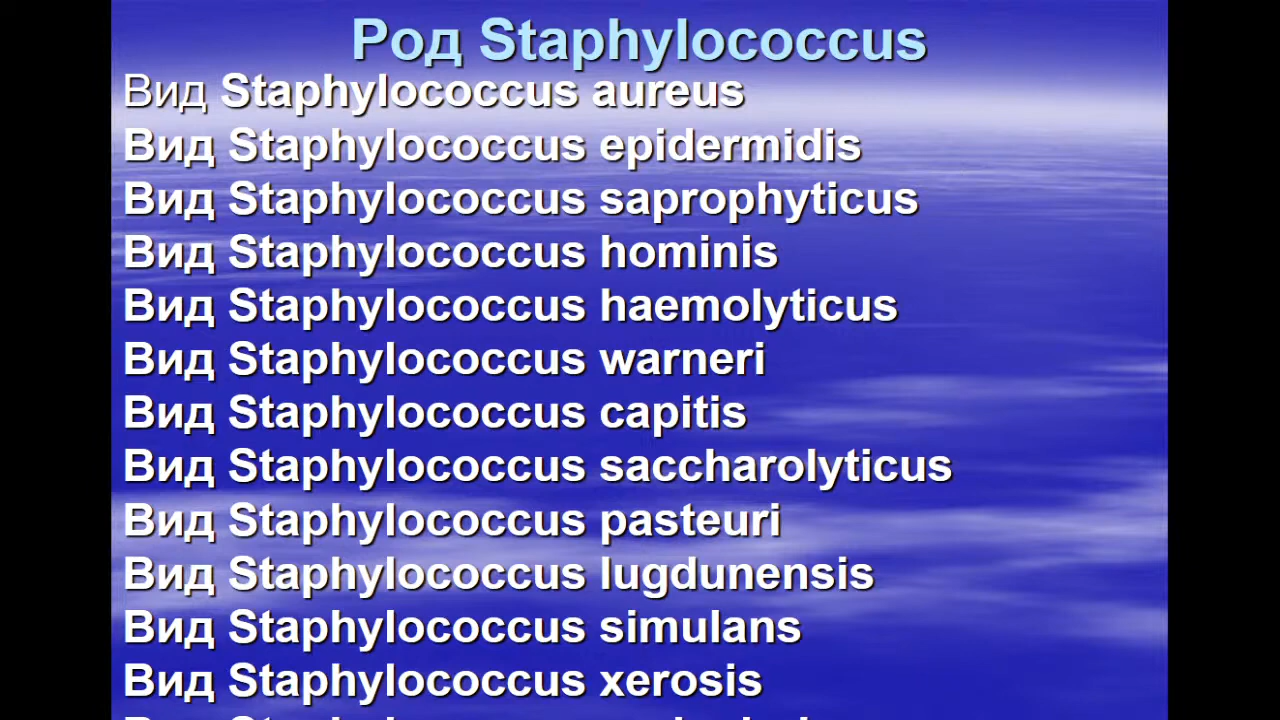 Род Staphylococcus
Вид Staphylococcus aureus
Вид Staphylococcus epidermidis
Вид Staphylococcus saprophyticus
Вид Staphylococcus hominis
Вид Staphylococcus haemolyticus
Вид Staphylococcus warneri
Вид Staphylococcus capitis
Вид Staphylococcus saccharolyticus
Вид Staphylococcus pasteuri
Вид Staphylococcus lugdunensis
Вид Staphylococcus simulans
Вид Staphylococcus xerosis